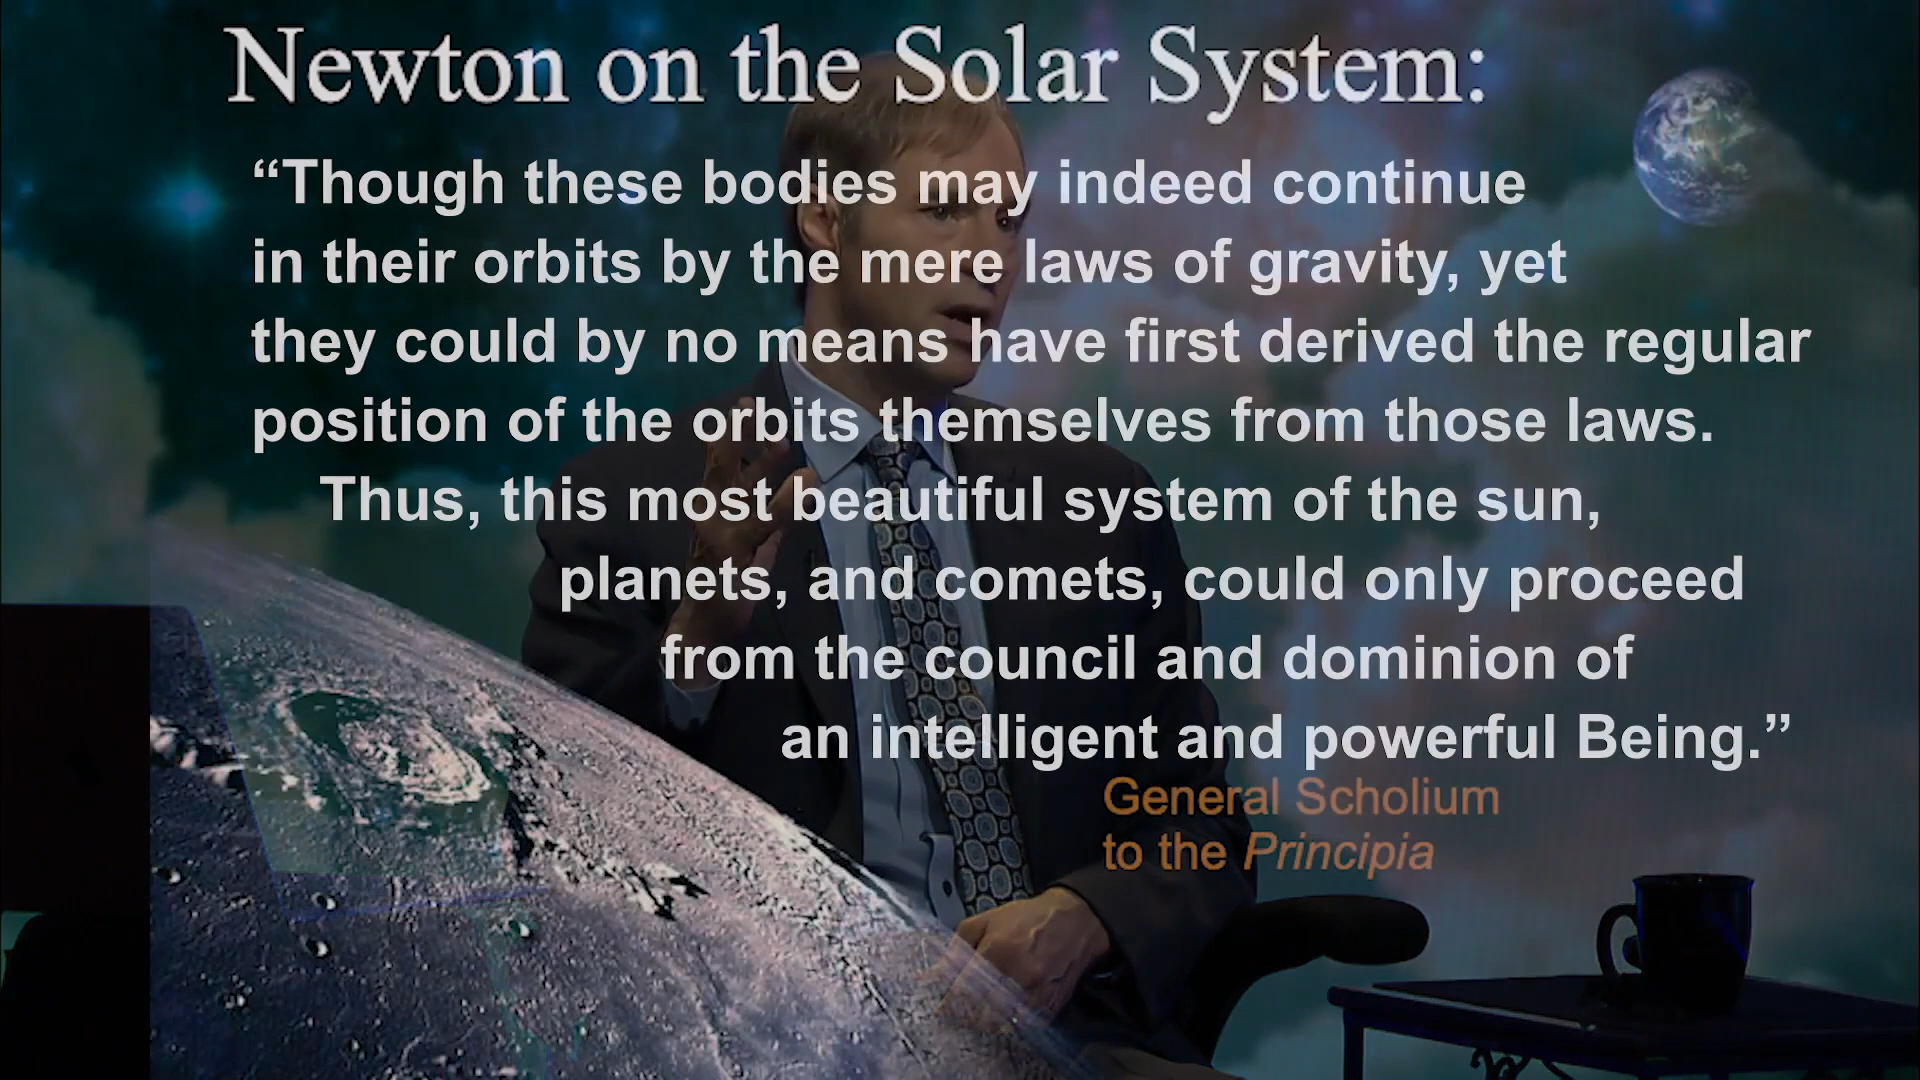 Newton on the Solar System:
“Though these bodies may indeed continue
in their orbits by the mere laws of gravity, yet
they could by no means have first derived the regular
position of the orbits themselves from those laws.
Thus, this most beautiful system of the sun,
planets, and comets, could only proceed
from the council and dominion of
an intelligent and powerful Being.”
General Scholium
to the Principia